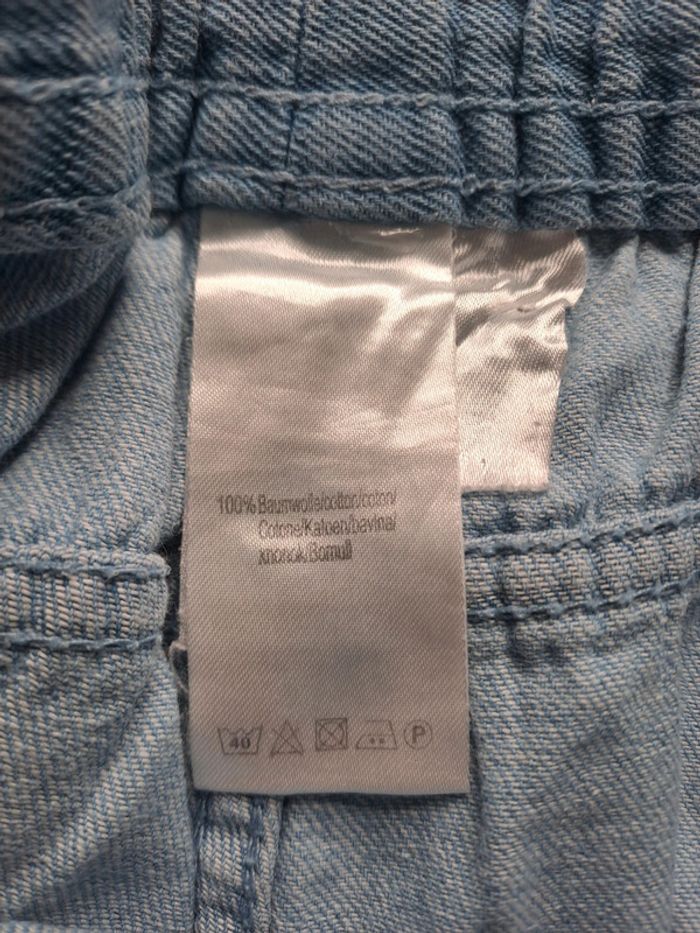 100% Baumwolle/cotton/coton/
Cotone/Katoen/bavlna/
хлопок/Bomull
40
P